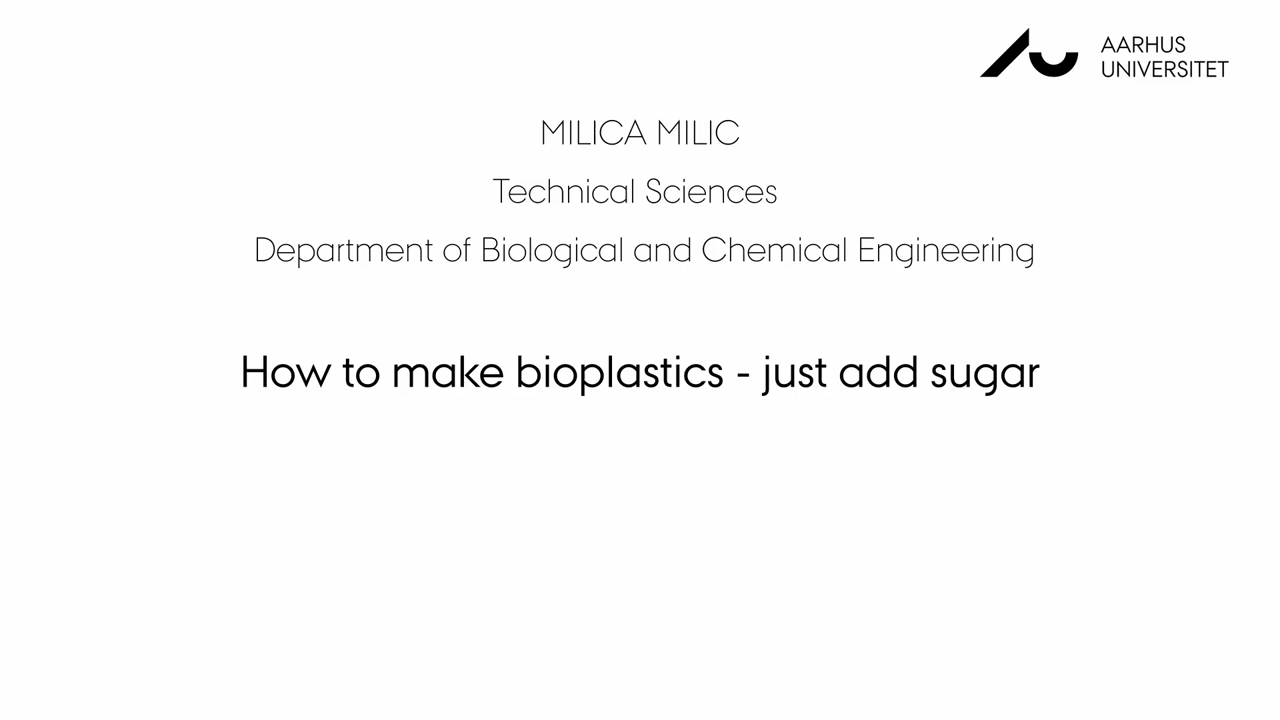 AARHUS
UNIVERSITET
MILICA MILIC
Technical Sciences
Department of Biological and Chemical Engineering
How to make bioplastics - just add sugar